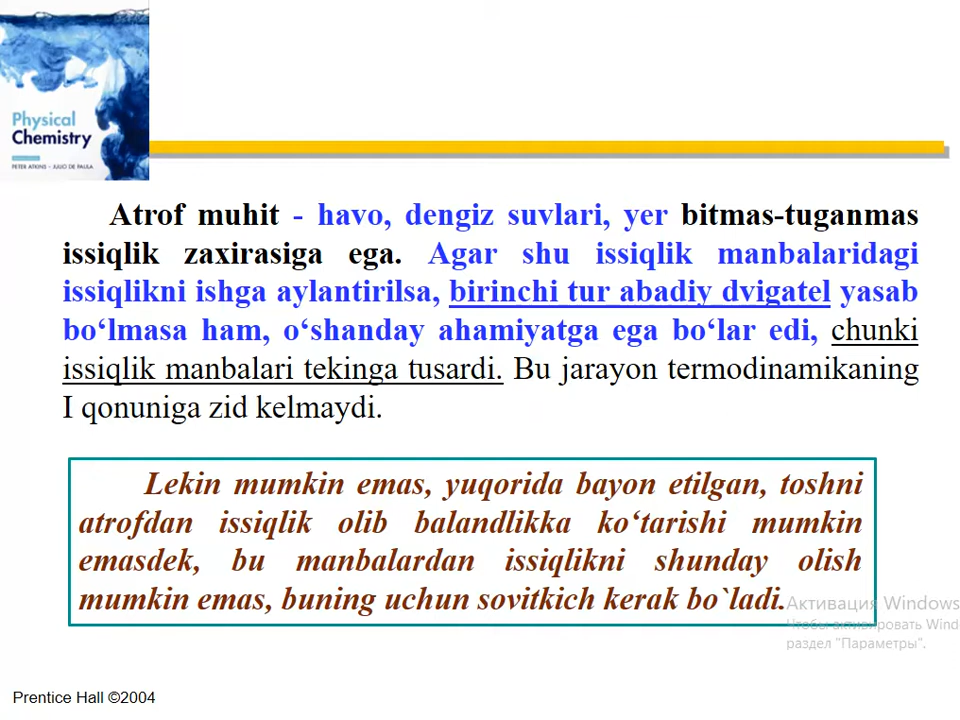 Physical
Chemistry
PETER ATKINS · JULIO DE PAULA
Atrof muhit - havo, dengiz suvlari, yer bitmas-tuganmas
issiqlik zaxirasiga ega. Agar shu issiqlik manbalaridagi
issiqlikni ishga aylantirilsa, birinchi tur abadiy dvigatel yasab
bo‘lmasa ham, o‘shanday ahamiyatga ega bo‘lar edi, chunki
issiqlik manbalari tekinga tusardi. Bu jarayon termodinamikaning
I qonuniga zid kelmaydi.
Lekin mumkin emas, yuqorida bayon etilgan, toshni
atrofdan issiqlik olib balandlikka ko‘tarishi mumkin
emasdek, bu manbalardan issiqlikni shunday olish
mumkin emas, buning uchun sovitkich kerak bo`ladi.
Активация Windows
Чтобы активировать Wind
раздел "Параметры".
Prentice Hall ©2004